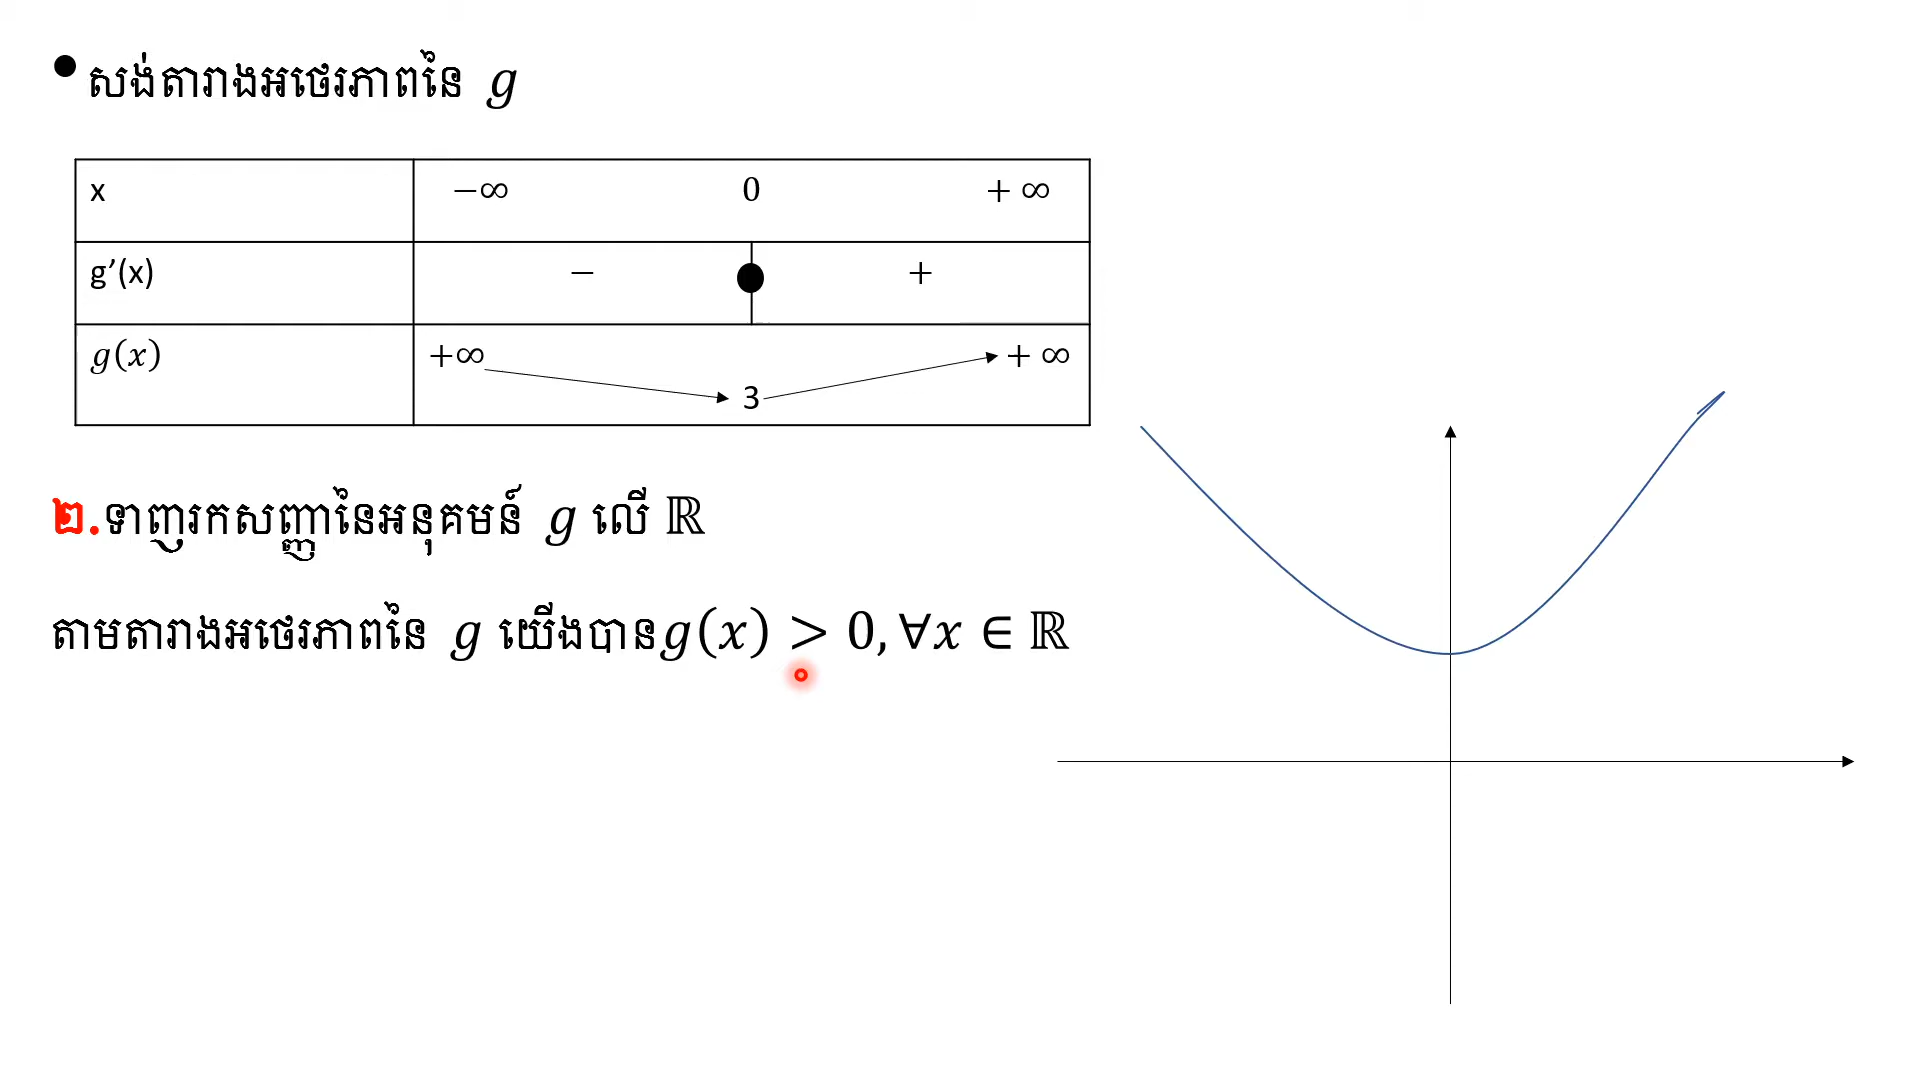 • សង់តារាងអថេរភាពនៃ g
x −∞ 0 + ∞
g’(x) − +
g(x) +∞ 3 + ∞
២.ទាញរកសញ្ញានៃអនុគមន៍ g លើ ℝ
តាមតារាងអថេរភាពនៃ g យើងបានg(x) > 0, ∀x ∈ ℝ